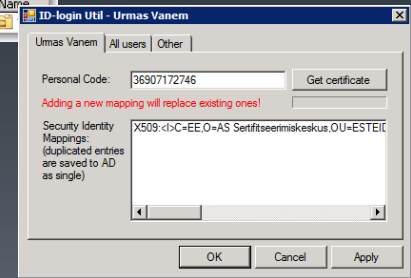 Name
ID-login Util - Urmas Vanem
Urmas Vanem All users Other
Personal Code: 36907172746 Get certificate
Adding a new mapping will replace existing ones!
Security Identity
Mappings:
(duplicated entries
are saved to AD
as single)
X509:<I>C=EE,O=AS Sertifitseerimiskeskus,OU=ESTEID
OK Cancel Apply